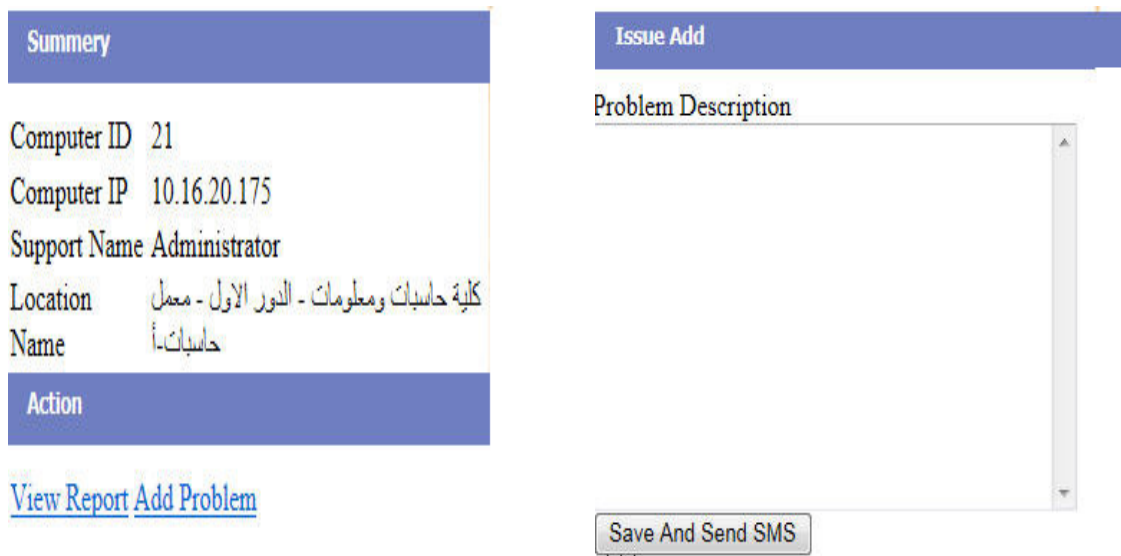 Summery
Computer ID 21
Computer IP 10.16.20.175
Support Name Administrator
Location Name كلية حاسبات ومعلومات - الدور الاول - معمل
حاسبات-أ
Action
View Report Add Problem
Issue Add
Problem Description
Save And Send SMS